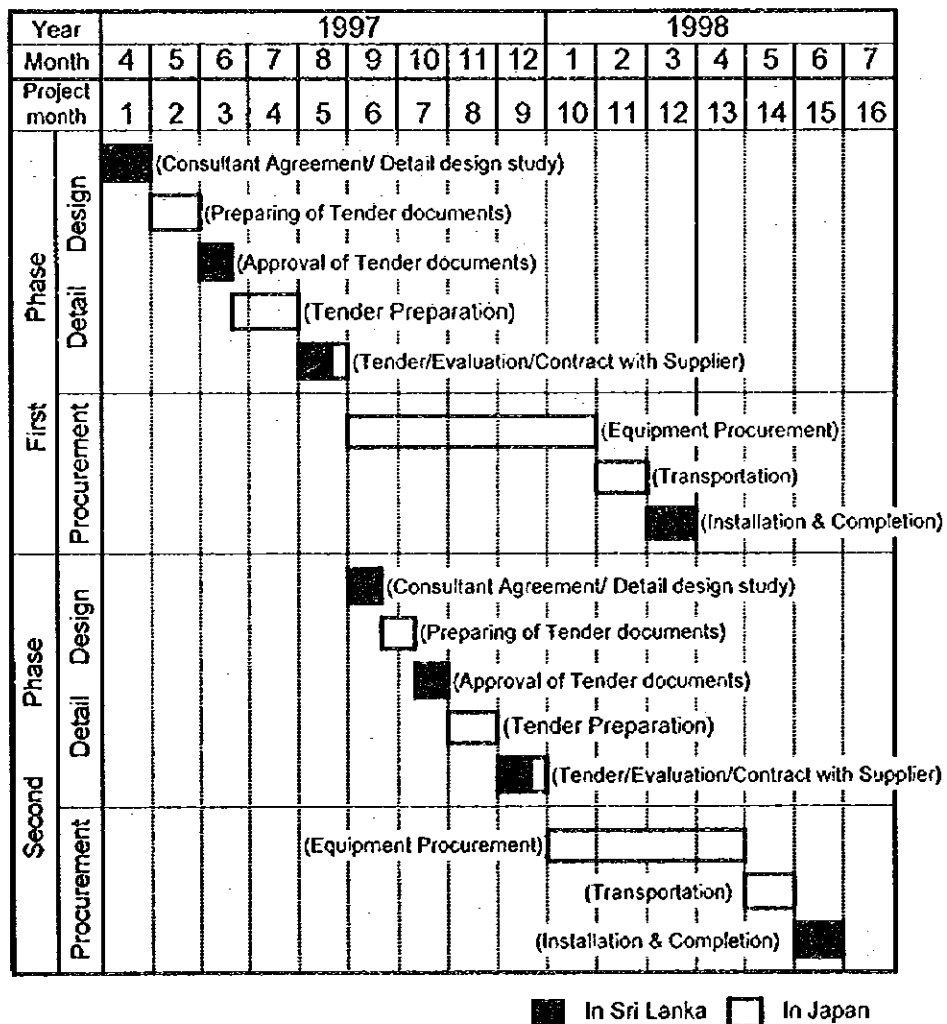 Year 1997 1998
Month 4 5 6 7 8 9 10 11 12 1 2 3 4 5 6 7
Project month 1 2 3 4 5 6 7 8 9 10 11 12 13 14 15 16
First Phase
Detail Design
(Consultant Agreement/ Detail design study)
(Preparing of Tender documents)
(Approval of Tender documents)
(Tender Preparation)
(Tender/Evaluation/Contract with Supplier)
Procurement
(Equipment Procurement)
(Transportation)
(Installation & Completion)
Second Phase
Detail Design
(Consultant Agreement/ Detail design study)
(Preparing of Tender documents)
(Approval of Tender documents)
(Tender Preparation)
(Tender/Evaluation/Contract with Supplier)
Procurement
(Equipment Procurement)
(Transportation)
(Installation & Completion)
In Sri Lanka In Japan